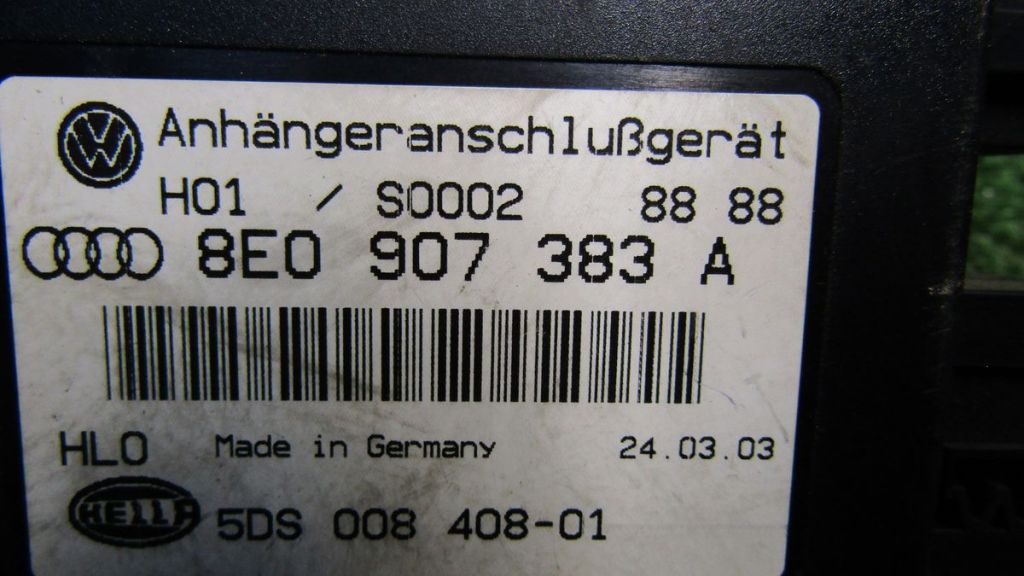 Anhängeranschlußgerät
H01 / S0002 88 88
8E0 907 383 A
HLO Made in Germany 24.03.03
HELLA 5DS 008 408-01